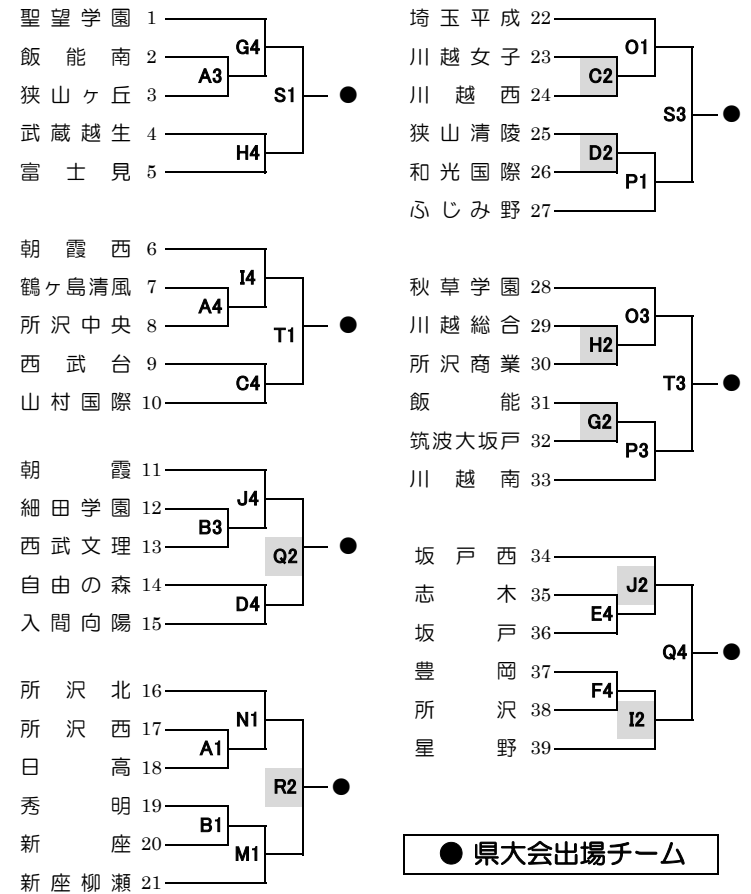 聖望学園 1
G4
飯能南 2
A3
狭山ヶ丘 3
S1 ●
武蔵越生 4
H4
富士見 5
朝霞西 6
I4
鶴ヶ島清風 7
A4
所沢中央 8
T1 ●
西武台 9
C4
山村国際 10
朝霞 11
J4
細田学園 12
B3
西武文理 13
Q2 ●
自由の森 14
D4
入間向陽 15
所沢北 16
N1
所沢西 17
A1
日高 18
R2 ●
秀明 19
B1
新座 20
M1
新座柳瀬 21
埼玉平成 22
O1
川越女子 23
C2
川越西 24
S3 ●
狭山清陵 25
D2
和光国際 26
P1
ふじみ野 27
秋草学園 28
O3
川越総合 29
H2
所沢商業 30
T3 ●
飯能 31
G2
筑波大坂戸 32
P3
川越南 33
坂戸西 34
J2
志木 35
E4
坂戸 36
Q4 ●
豊岡 37
F4
所沢 38
I2
星野 39
● 県大会出場チーム